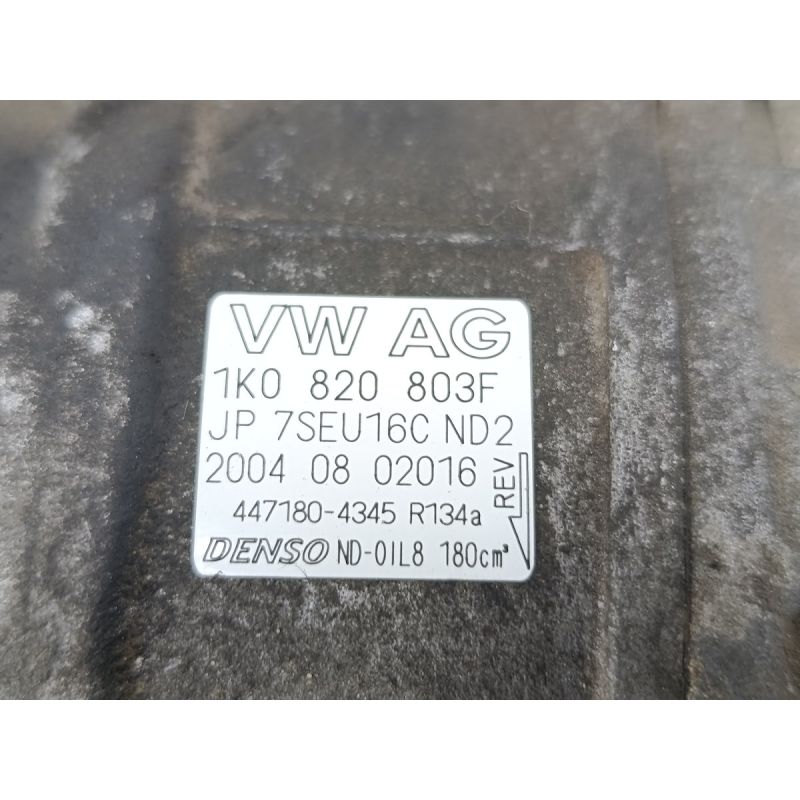 VW AG
1K0 820 803F
JP 7SEU16C ND2
2004 08 02016
REV
447180-4345 R134a
DENSO ND-OIL8 180cm³